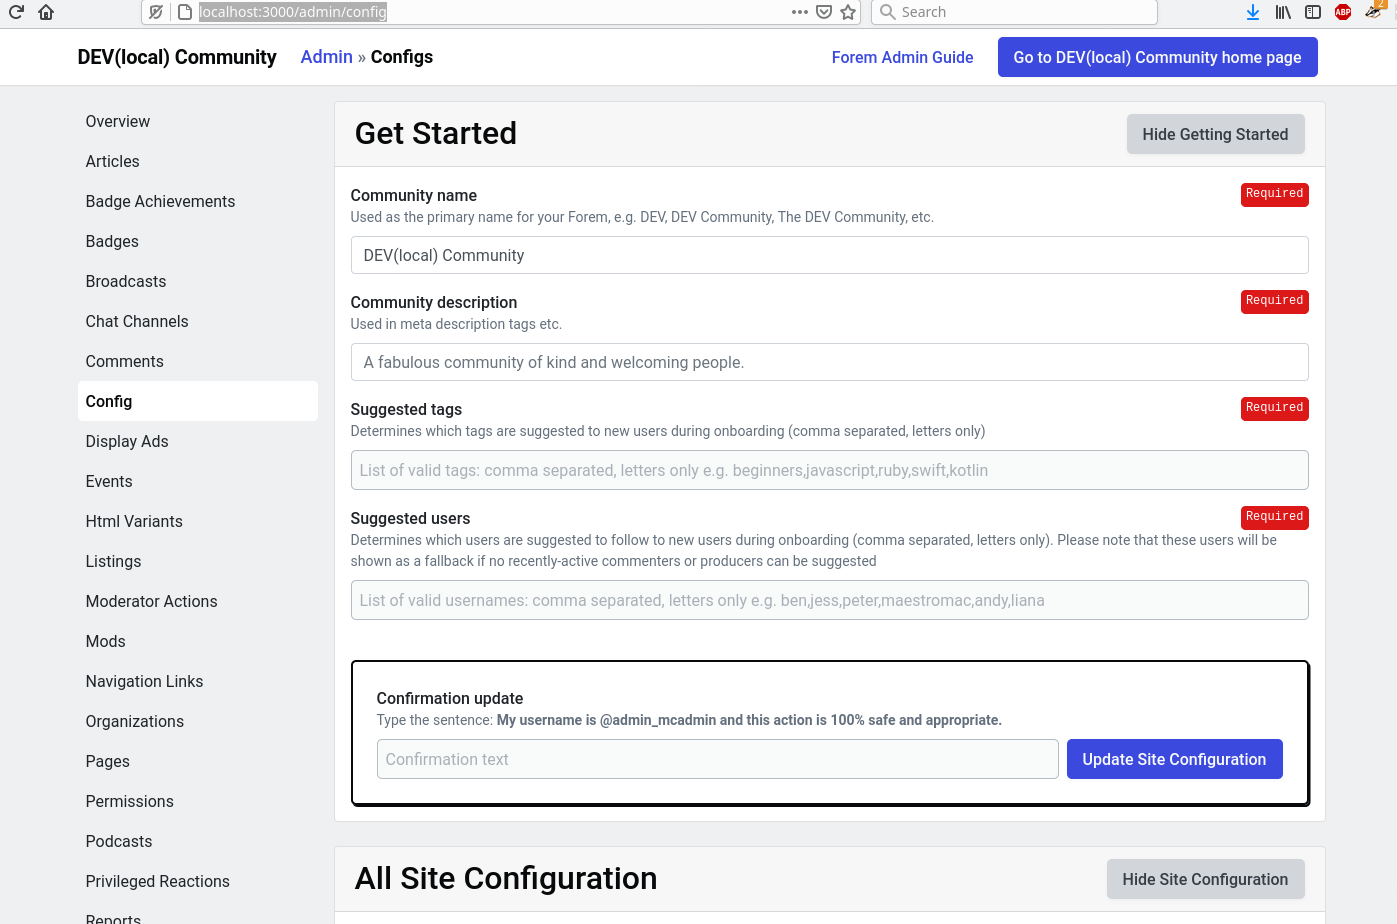 localhost:3000/admin/config
Search
ABP
2
DEV(local) Community
Admin » Configs
Forem Admin Guide
Go to DEV(local) Community home page
Overview
Articles
Badge Achievements
Badges
Broadcasts
Chat Channels
Comments
Config
Display Ads
Events
Html Variants
Listings
Moderator Actions
Mods
Navigation Links
Organizations
Pages
Permissions
Podcasts
Privileged Reactions
Reports
Get Started
Hide Getting Started
Community name
Required
Used as the primary name for your Forem, e.g. DEV, DEV Community, The DEV Community, etc.
DEV(local) Community
Community description
Required
Used in meta description tags etc.
A fabulous community of kind and welcoming people.
Suggested tags
Required
Determines which tags are suggested to new users during onboarding (comma separated, letters only)
List of valid tags: comma separated, letters only e.g. beginners,javascript,ruby,swift,kotlin
Suggested users
Required
Determines which users are suggested to follow to new users during onboarding (comma separated, letters only). Please note that these users will be
shown as a fallback if no recently-active commenters or producers can be suggested
List of valid usernames: comma separated, letters only e.g. ben,jess,peter,maestromac,andy,liana
Confirmation update
Type the sentence: My username is @admin_mcadmin and this action is 100% safe and appropriate.
Confirmation text
Update Site Configuration
All Site Configuration
Hide Site Configuration